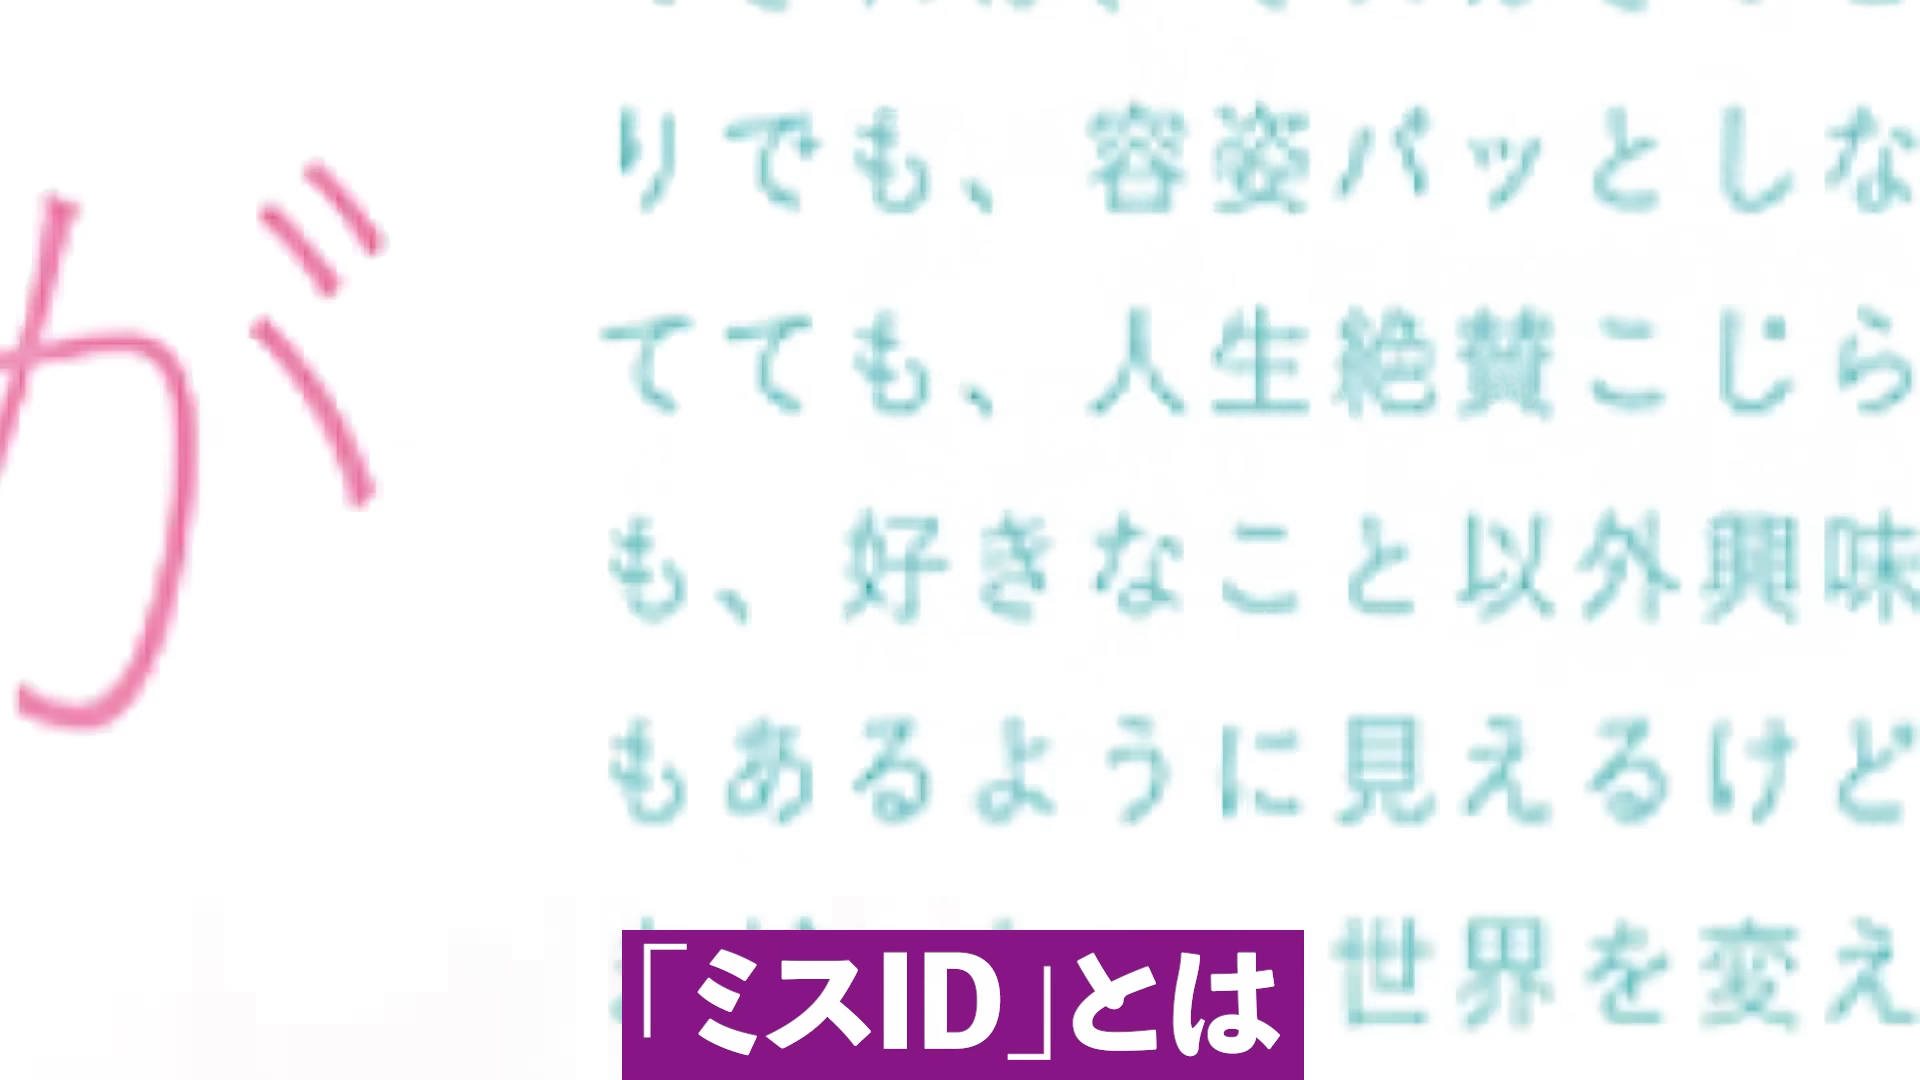 が
りでも、容姿パッとしな
てても、人生絶賛こじら
も、好きなこと以外興味
もあるように見えるけど
世界を変え
「ミスID」とは